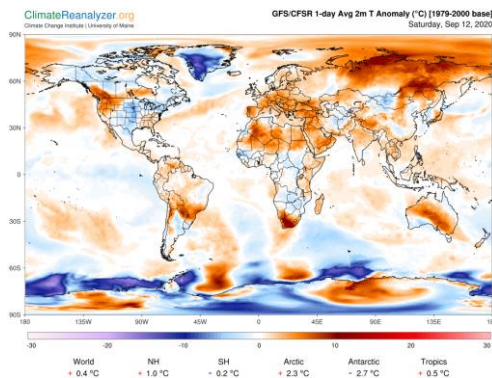 ClimateReanalyzer.org
Climate Change Institute | University of Maine
GFS/CFSR 1-day Avg 2m T Anomaly (°C) [1979-2000 base]
Saturday, Sep 12, 2020
90N
60N
30N
0
30S
60S
90S
180 135W 90W 45W 0 45E 90E 135E 180
-30 -20 -10 0 10 20 30
World NH SH Arctic Antarctic Tropics
+ 0.4 °C + 1.0 °C - 0.2 °C + 2.3 °C - 2.7 °C + 0.5 °C